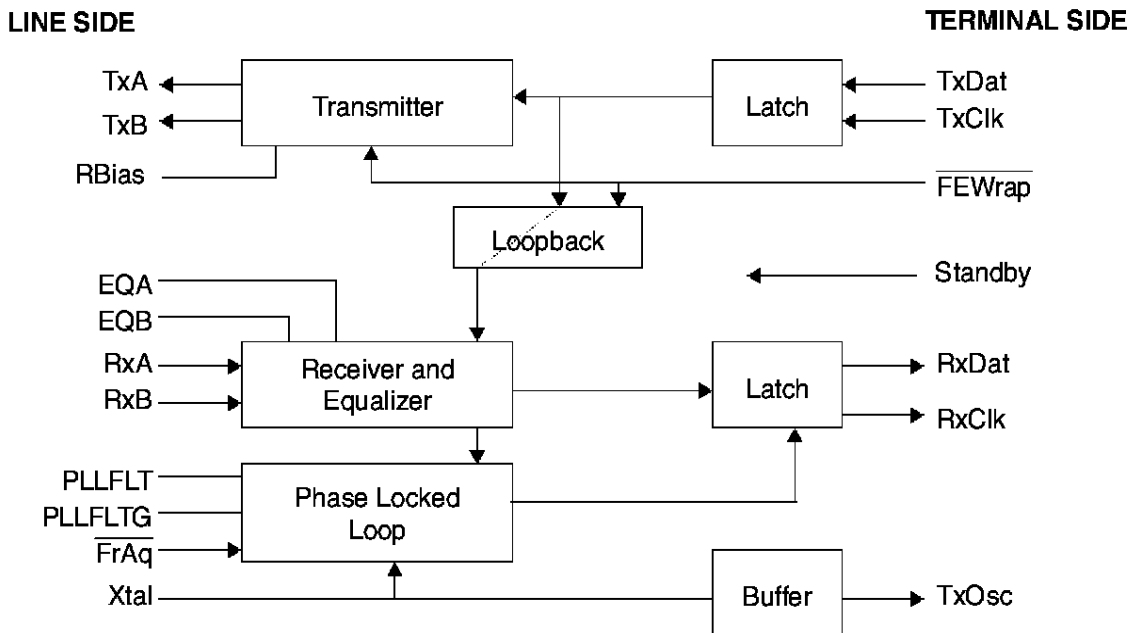 LINE SIDE
TERMINAL SIDE
TxA
TxB
RBias
Transmitter
Latch
TxDat
TxClk
FEWrap
Loopback
Standby
EQA
EQB
RxA
RxB
Receiver and
Equalizer
Latch
RxDat
RxClk
PLLFLT
PLLFLTG
FrAq
Xtal
Phase Locked
Loop
Buffer
TxOsc